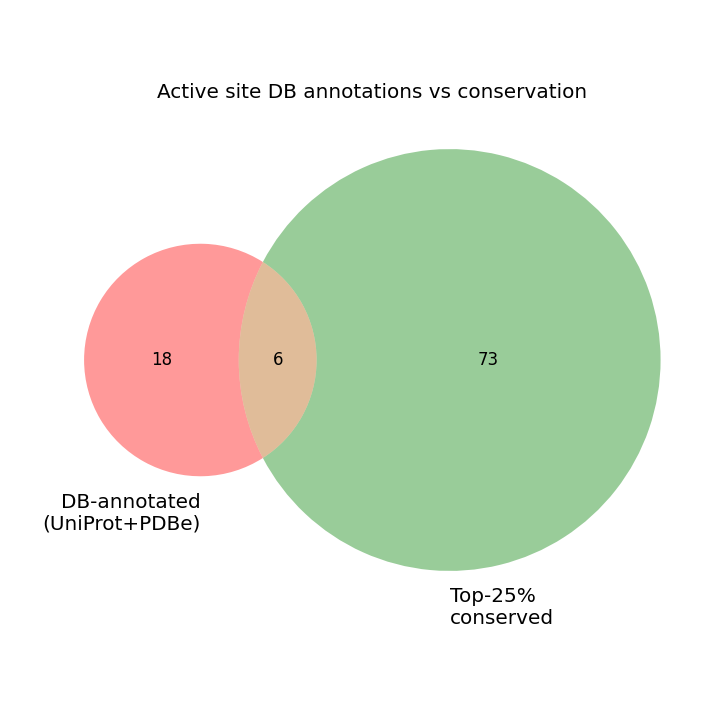 Active site DB annotations vs conservation
18
6
73
DB-annotated
(UniProt+PDBe)
Top-25%
conserved